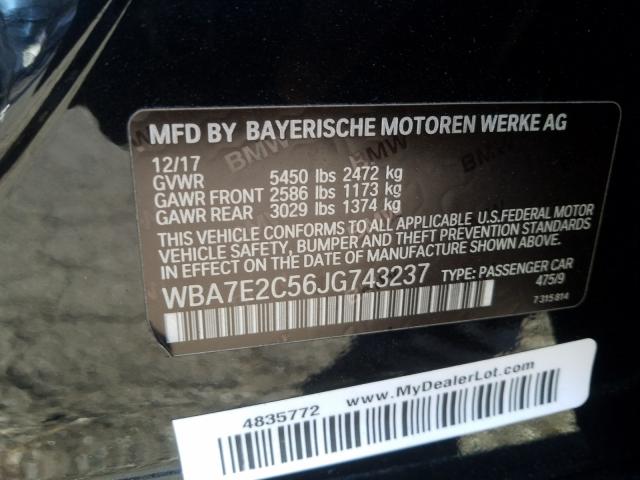 MFD BY BAYERISCHE MOTOREN WERKE AG
12/17
GVWR 5450 lbs 2472 kg
GAWR FRONT 2586 lbs 1173 kg
GAWR REAR 3029 lbs 1374 kg
THIS VEHICLE CONFORMS TO ALL APPLICABLE U.S.FEDERAL MOTOR
VEHICLE SAFETY, BUMPER AND THEFT PREVENTION STANDARDS
IN EFFECT ON THE DATE OF MANUFACTURE SHOWN ABOVE.
WBA7E2C56JG743237 TYPE: PASSENGER CAR
475/9
7 315 814
4835772 www.MyDealerLot.com